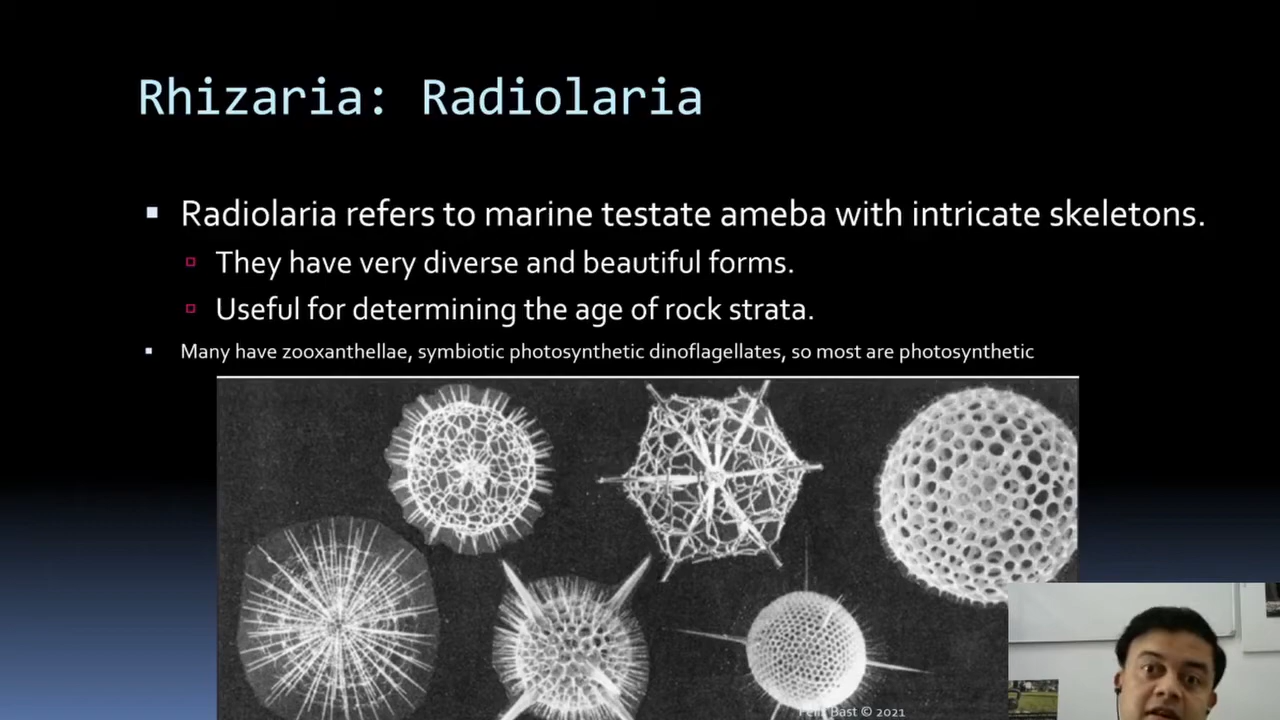 Rhizaria: Radiolaria
Radiolaria refers to marine testate ameba with intricate skeletons.
They have very diverse and beautiful forms.
Useful for determining the age of rock strata.
Many have zooxanthellae, symbiotic photosynthetic dinoflagellates, so most are photosynthetic
Felix Bast © 2021